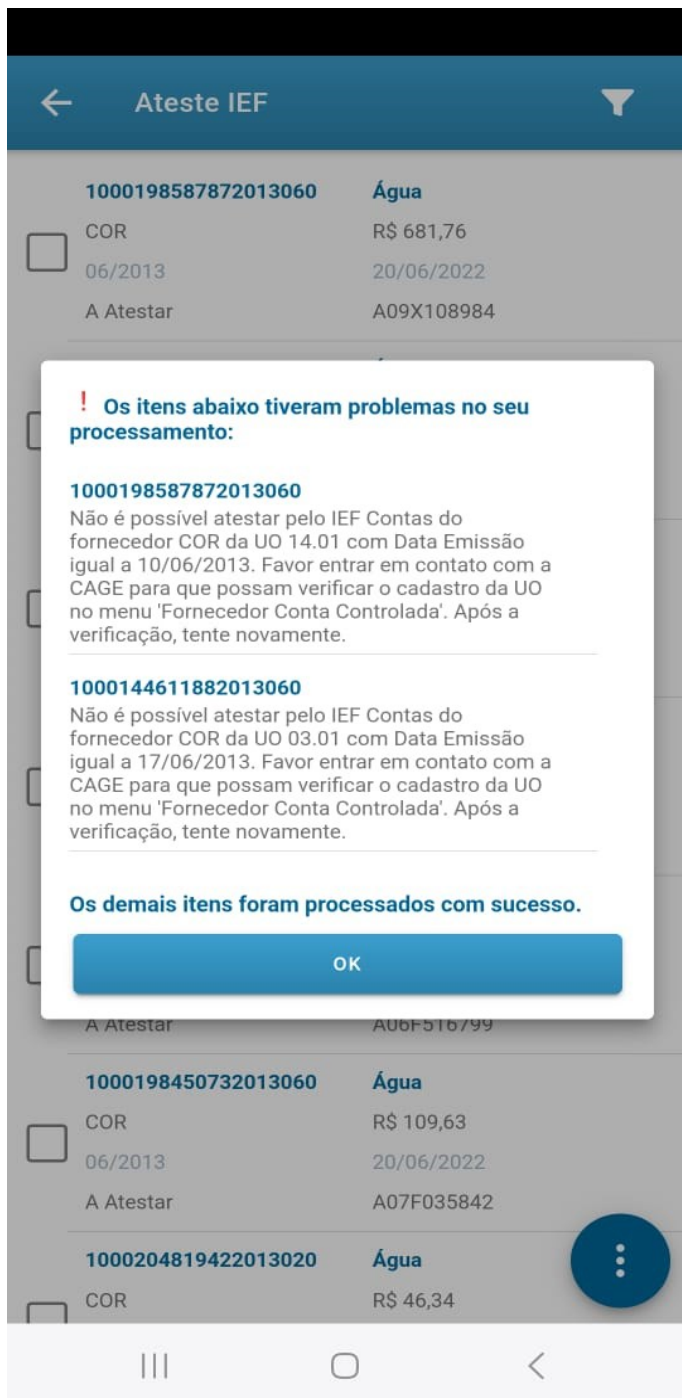 Ateste IEF
1000198587872013060 Água
COR R$ 681,76
06/2013 20/06/2022
A Atestar A09X108984
! Os itens abaixo tiveram problemas no seu
processamento:
1000198587872013060
Não é possível atestar pelo IEF Contas do
fornecedor COR da UO 14.01 com Data Emissão
igual a 10/06/2013. Favor entrar em contato com a
CAGE para que possam verificar o cadastro da UO
no menu 'Fornecedor Conta Controlada'. Após a
verificação, tente novamente.
1000144611882013060
Não é possível atestar pelo IEF Contas do
fornecedor COR da UO 03.01 com Data Emissão
igual a 17/06/2013. Favor entrar em contato com a
CAGE para que possam verificar o cadastro da UO
no menu 'Fornecedor Conta Controlada'. Após a
verificação, tente novamente.
Os demais itens foram processados com sucesso.
OK
A Atestar A06F516799
1000198450732013060 Água
COR R$ 109,63
06/2013 20/06/2022
A Atestar A07F035842
1000204819422013020 Água
COR R$ 46,34